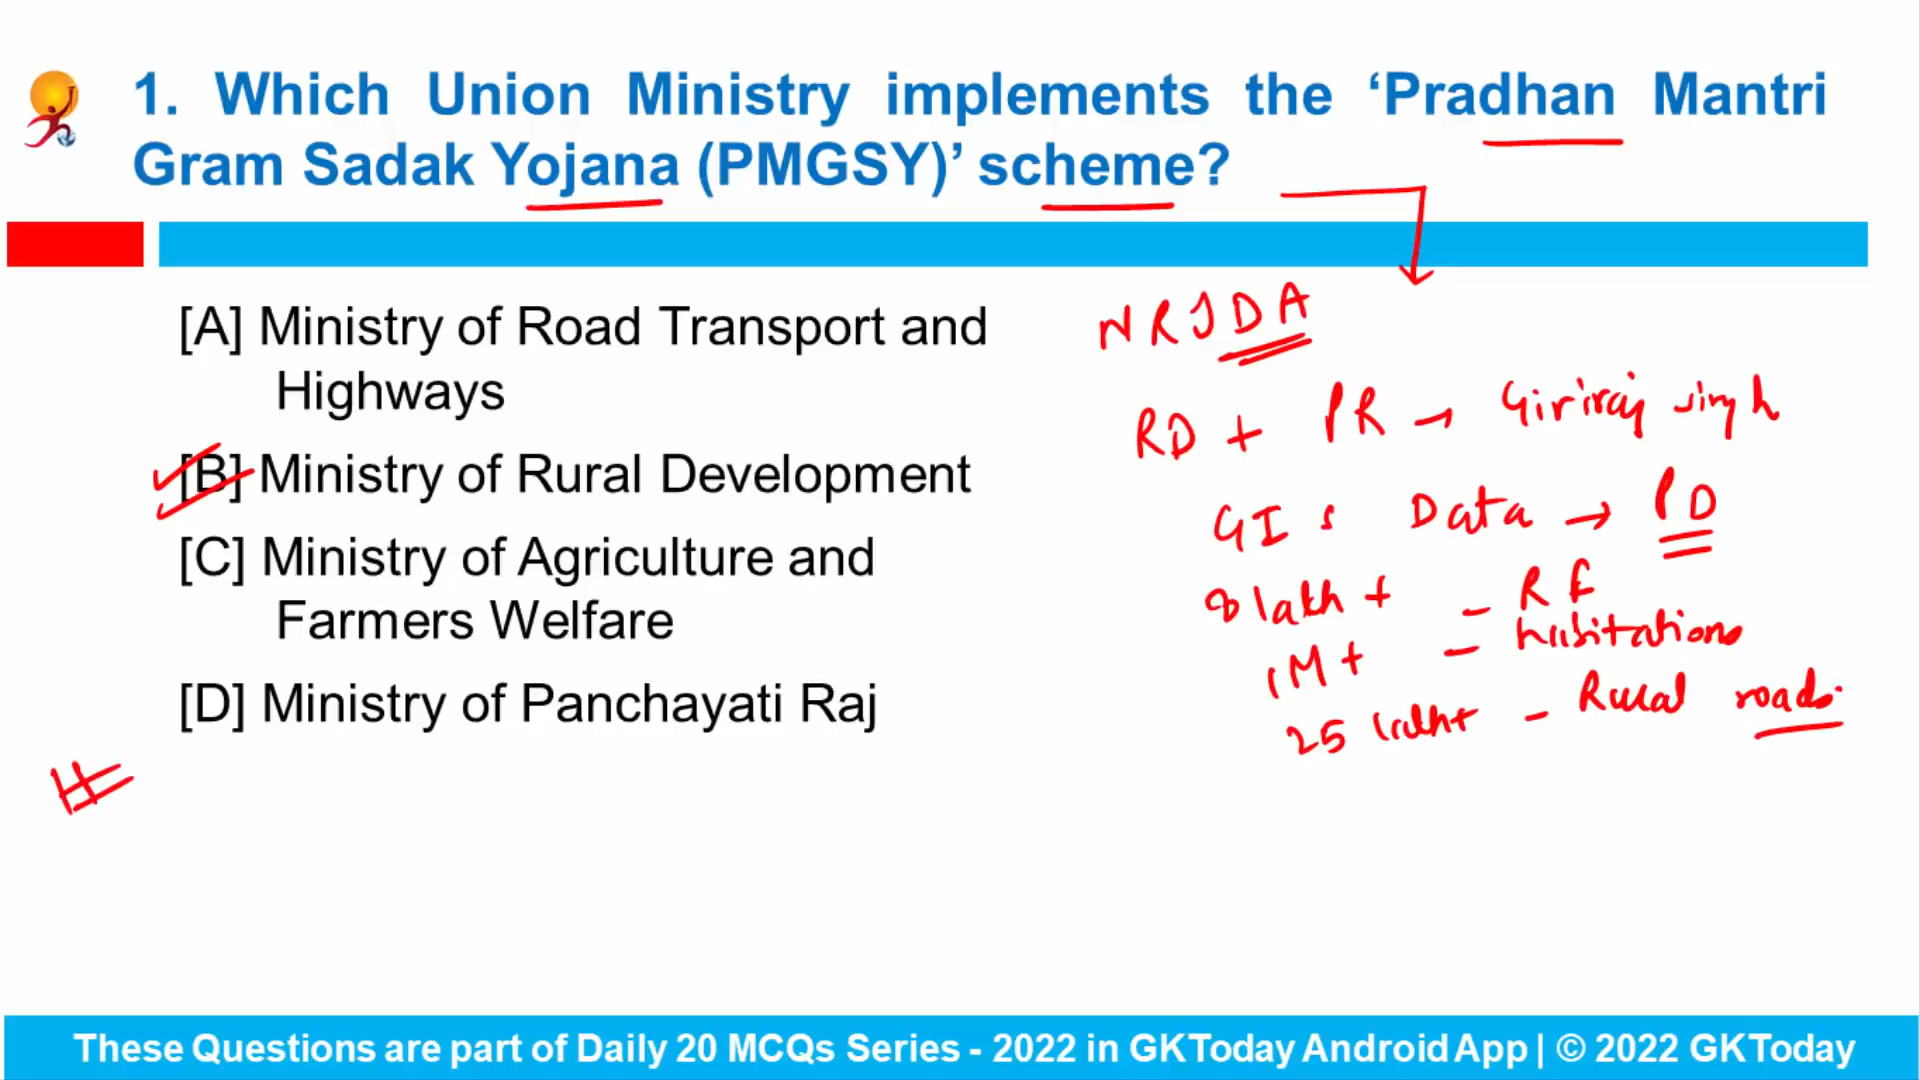 1. Which Union Ministry implements the ‘Pradhan Mantri
Gram Sadak Yojana (PMGSY)’ scheme?
[A] Ministry of Road Transport and
Highways
[B] Ministry of Rural Development
[C] Ministry of Agriculture and
Farmers Welfare
[D] Ministry of Panchayati Raj
NRIDA
RD + PR → Giriraj Singh
GIS Data → PD
8 lakh + – RF
1M + – habitations
25 lakh+ – Rural roads
These Questions are part of Daily 20 MCQs Series - 2022 in GKToday Android App | © 2022 GKToday